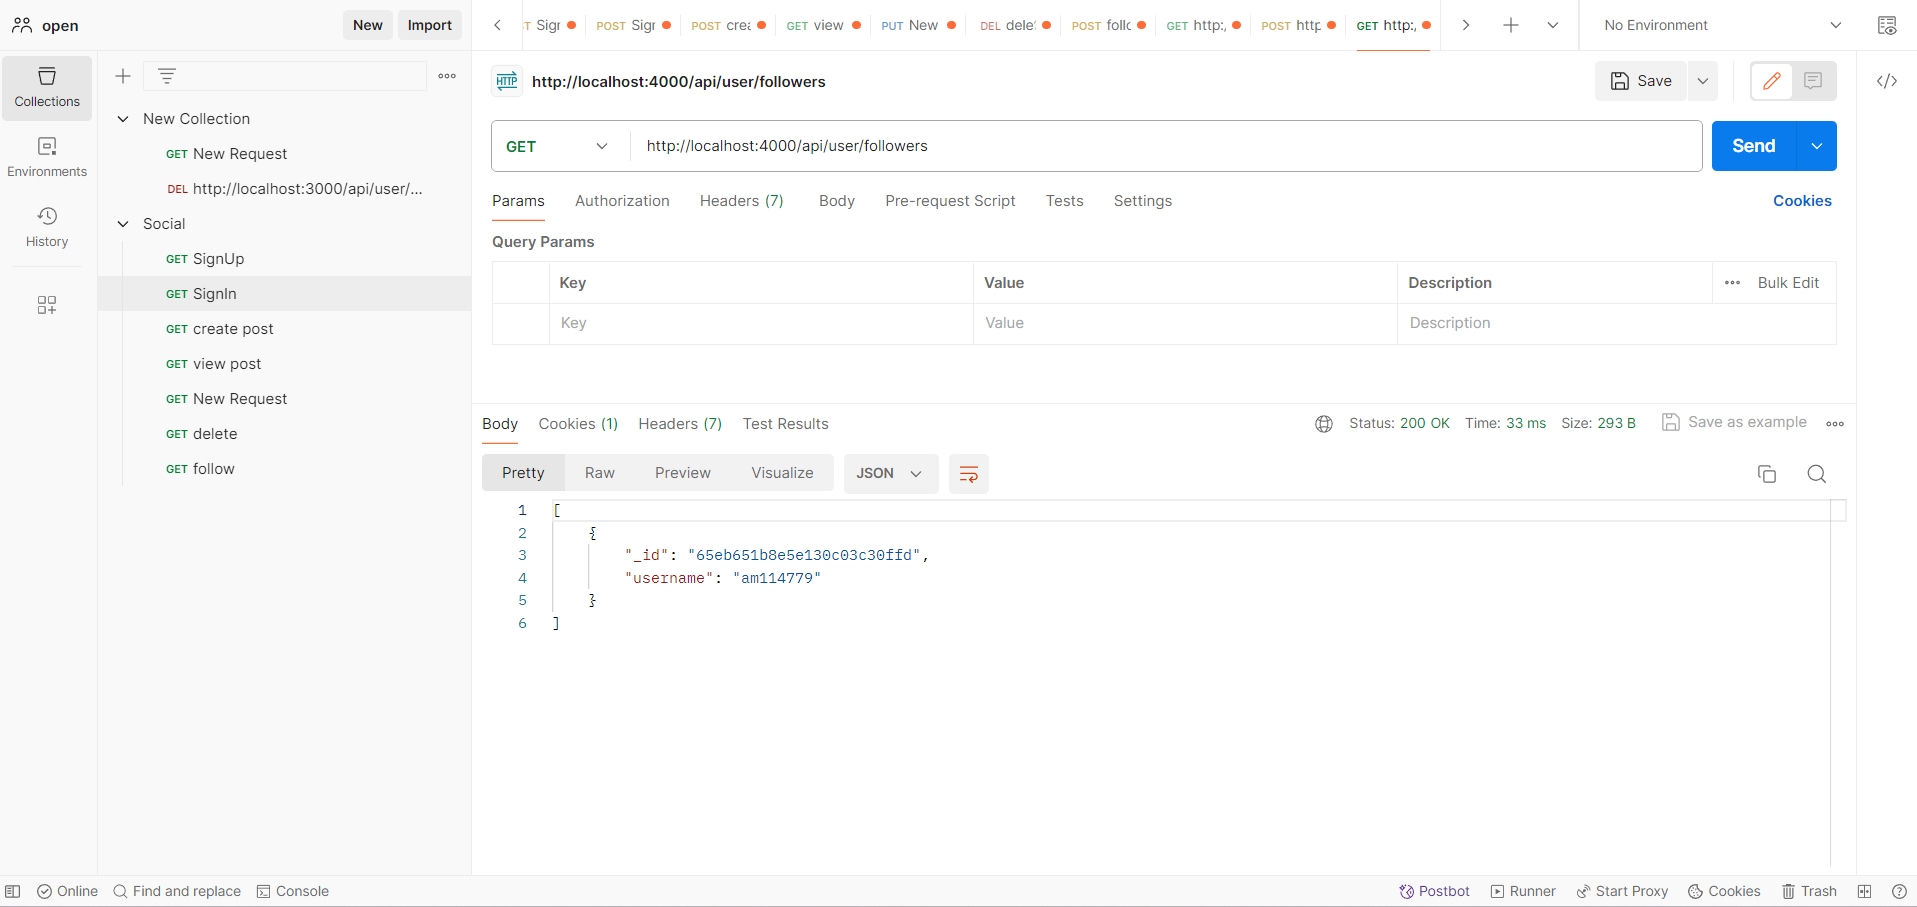 open
New
Import
Sigr
POST Sigr
POST crea
GET view
PUT New
DEL dele
POST follo
GET http:,
POST http
GET http:,
No Environment
Collections
Environments
History
New Collection
GET New Request
DEL http://localhost:3000/api/user/...
Social
GET SignUp
GET SignIn
GET create post
GET view post
GET New Request
GET delete
GET follow
HTTP http://localhost:4000/api/user/followers
Save
GET
http://localhost:4000/api/user/followers
Send
Params Authorization Headers (7) Body Pre-request Script Tests Settings Cookies
Query Params
Key Value Description Bulk Edit
Key Value Description
Body Cookies (1) Headers (7) Test Results Status: 200 OK Time: 33 ms Size: 293 B Save as example
Pretty Raw Preview Visualize JSON
1 [
2 {
3 "_id": "65eb651b8e5e130c03c30ffd",
4 "username": "am114779"
5 }
6 ]
Online Find and replace Console Postbot Runner Start Proxy Cookies Trash